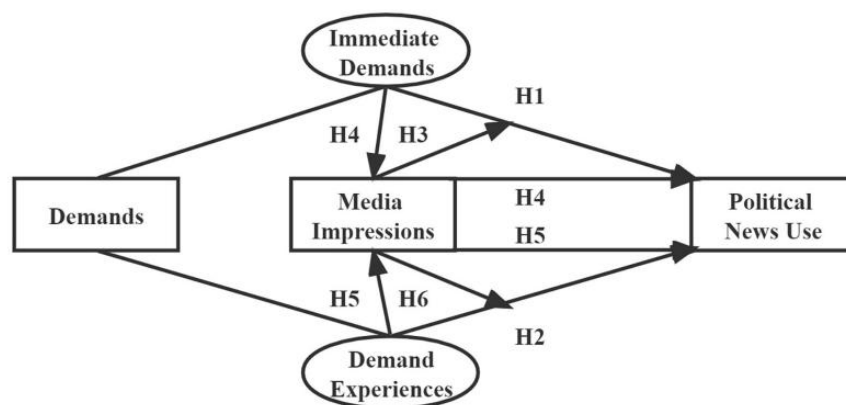 Immediate
Demands
H1
H4
H3
Demands
Media
Impressions
H4
H5
Political
News Use
H5
H6
H2
Demand
Experiences